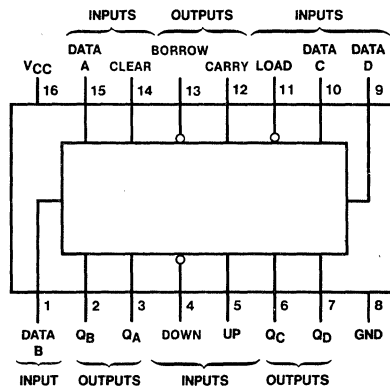 INPUTS OUTPUTS INPUTS
DATA BORROW DATA DATA
VCC A CLEAR CARRY LOAD C D
16 15 14 13 12 11 10 9
1 2 3 4 5 6 7 8
DATA QB QA DOWN UP QC QD GND
B
INPUT OUTPUTS INPUTS OUTPUTS